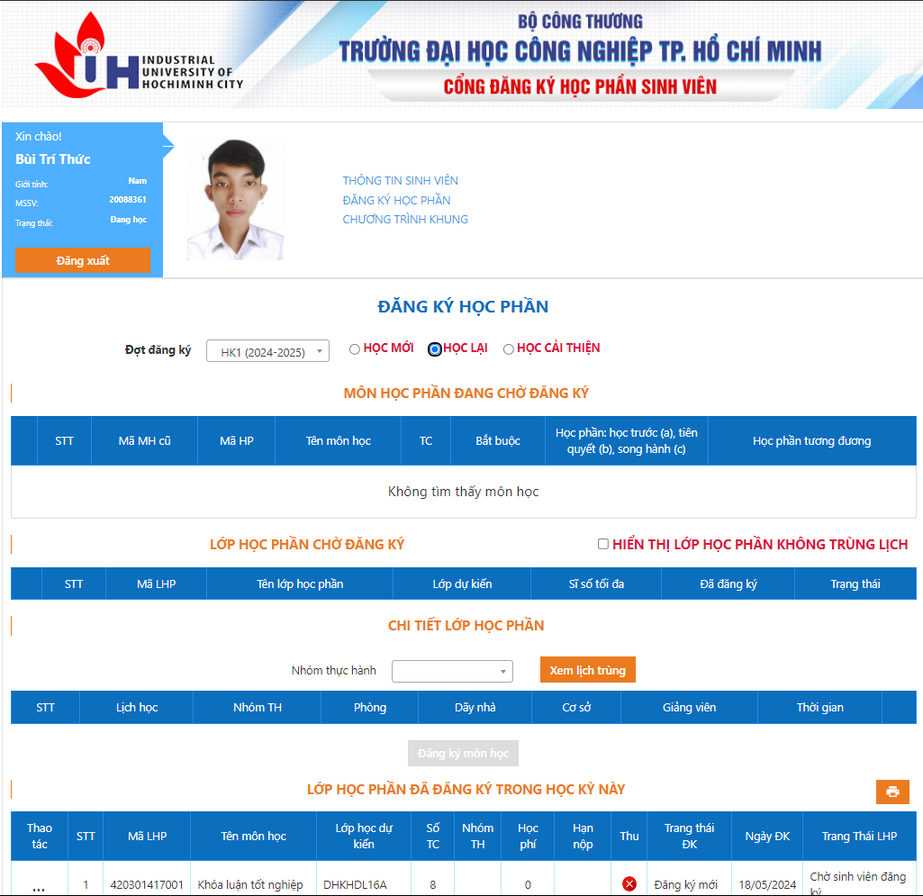 BỘ CÔNG THƯƠNG
TRƯỜNG ĐẠI HỌC CÔNG NGHIỆP TP. HỒ CHÍ MINH
CỔNG ĐĂNG KÝ HỌC PHẦN SINH VIÊN
IUH
INDUSTRIAL
UNIVERSITY OF
HOCHIMINH CITY
Xin chào!
Bùi Trí Thức
Giới tính: Nam
MSSV: 20088361
Trạng thái: Đang học
Đăng xuất
THÔNG TIN SINH VIÊN
ĐĂNG KÝ HỌC PHẦN
CHƯƠNG TRÌNH KHUNG
ĐĂNG KÝ HỌC PHẦN
Đợt đăng ký HK1 (2024-2025) HỌC MỚI HỌC LẠI HỌC CẢI THIỆN
MÔN HỌC PHẦN ĐANG CHỜ ĐĂNG KÝ
STT Mã MH cũ Mã HP Tên môn học TC Bắt buộc Học phần: học trước (a), tiên quyết (b), song hành (c) Học phần tương đương
Không tìm thấy môn học
LỚP HỌC PHẦN CHỜ ĐĂNG KÝ HIỂN THỊ LỚP HỌC PHẦN KHÔNG TRÙNG LỊCH
STT Mã LHP Tên lớp học phần Lớp dự kiến Sĩ số tối đa Đã đăng ký Trạng thái
CHI TIẾT LỚP HỌC PHẦN
Nhóm thực hành Xem lịch trùng
STT Lịch học Nhóm TH Phòng Dãy nhà Cơ sở Giảng viên Thời gian
Đăng ký môn học
LỚP HỌC PHẦN ĐÃ ĐĂNG KÝ TRONG HỌC KỲ NÀY
Thao tác STT Mã LHP Tên môn học Lớp học dự kiến Số TC Nhóm TH Học phí Hạn nộp Thu Trang thái ĐK Ngày ĐK Trang Thái LHP
... 1 420301417001 Khóa luận tốt nghiệp DHKHDL16A 8 0 Đăng ký mới 18/05/2024 Chờ sinh viên đăng ký